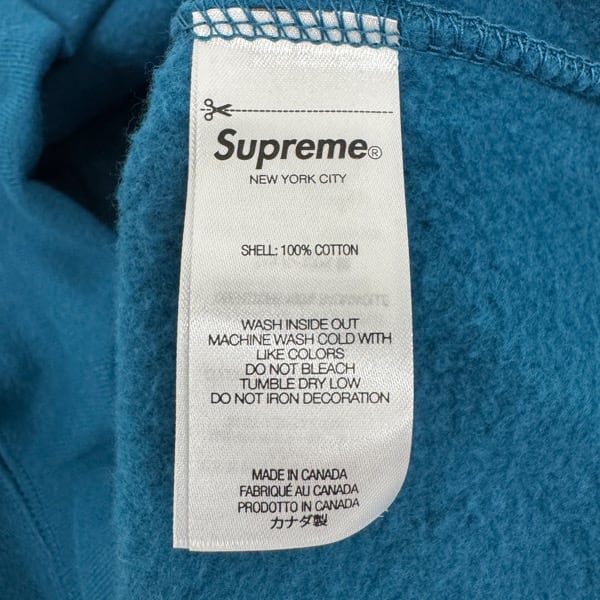 Supreme®
NEW YORK CITY
SHELL: 100% COTTON
WASH INSIDE OUT
MACHINE WASH COLD WITH
LIKE COLORS
DO NOT BLEACH
TUMBLE DRY LOW
DO NOT IRON DECORATION
MADE IN CANADA
FABRIQUÉ AU CANADA
PRODOTTO IN CANADA
カナダ製